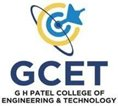 GCET
G H PATEL COLLEGE OF
ENGINEERING & TECHNOLOGY